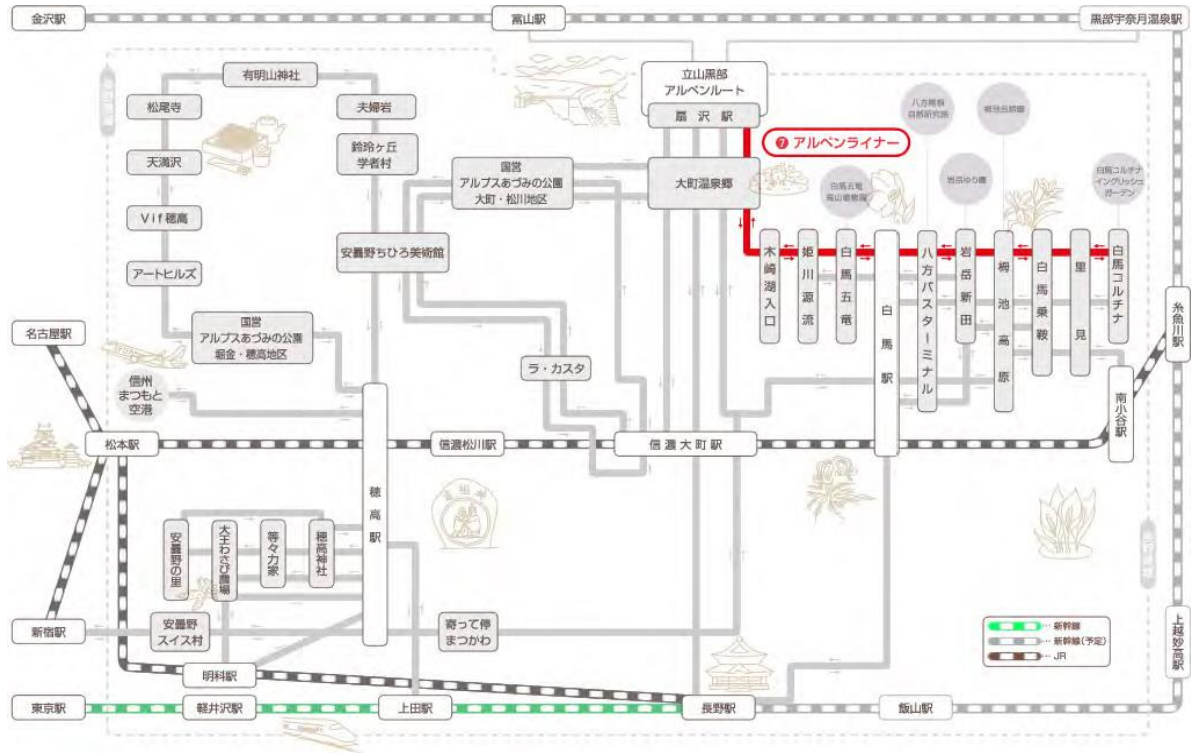 金沢駅
富山駅
黒部宇奈月温泉駅
有明山神社
立山黒部
アルペンルート
松尾寺
夫婦岩
扇沢駅
八方尾根
自然研究路
栂池自然園
❼ アルペンライナー
鈴玲ヶ丘
学者村
天満沢
国営
アルプスあづみの公園
大町・松川地区
大町温泉郷
白馬五竜
高山植物園
岩岳ゆり園
白馬コルチナ
イングリッシュ
ガーデン
Vif穂高
安曇野ちひろ美術館
木崎湖入口
姫川源流
白馬五竜
白馬駅
八方バスターミナル
岩岳新田
栂池高原
白馬乗鞍
里見
白馬コルチナ
アートヒルズ
糸魚川駅
名古屋駅
国営
アルプスあづみの公園
堀金・穂高地区
ラ・カスタ
信州
まつもと
空港
南小谷駅
松本駅
信濃松川駅
信濃大町駅
穂高駅
安曇野の里
大王わさび農場
等々力家
穂高神社
新宿駅
安曇野
スイス村
寄って停
まつかわ
…新幹線
…新幹線(予定)
…JR
上越妙高駅
明科駅
東京駅
軽井沢駅
上田駅
長野駅
飯山駅